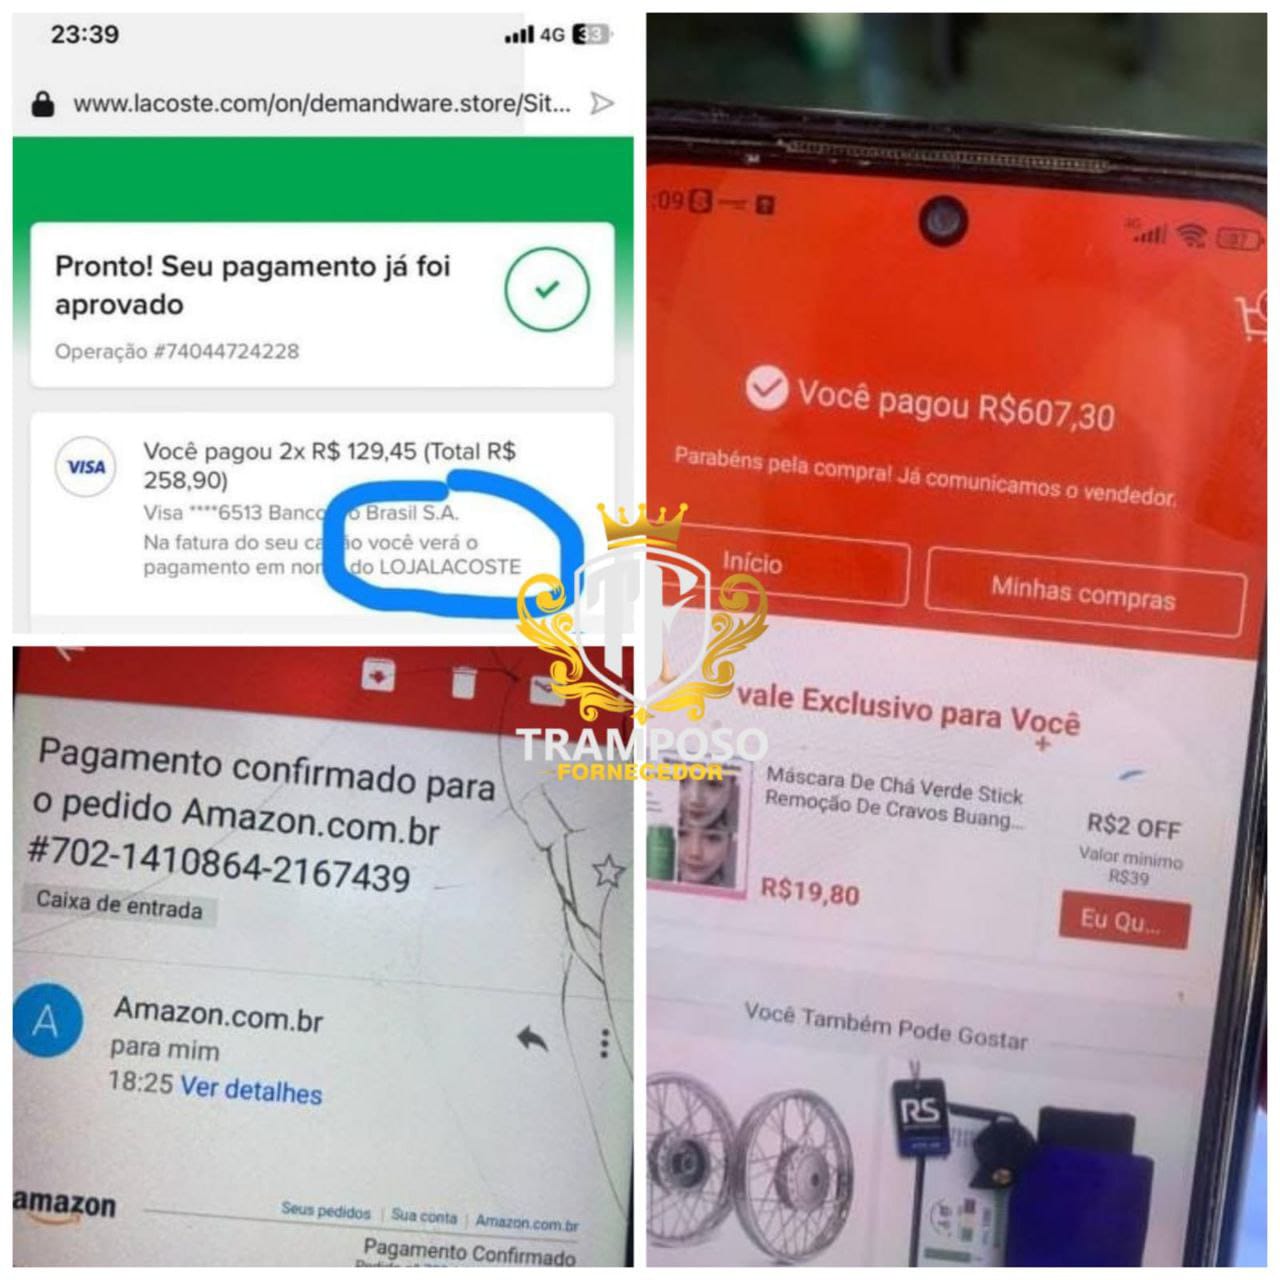 23:39
4G 33
www.lacoste.com/on/demandware.store/Sit...
Pronto! Seu pagamento já foi
aprovado
Operação #74044724228
VISA
Você pagou 2x R$ 129,45 (Total R$
258,90)
Visa ****6513 Banco o Brasil S.A.
Na fatura do seu ca ão você verá o
pagamento em nom do LOJALACOSTE
Pagamento confirmado para
o pedido Amazon.com.br
#702-1410864-2167439
Caixa de entrada
A
Amazon.com.br
para mim
18:25 Ver detalhes
amazon
Seus pedidos | Sua conta | Amazon.com.br
Pagamento Confirmado
:09
4G 87
Você pagou R$607,30
Parabéns pela compra! Já comunicamos o vendedor.
Início
Minhas compras
vale Exclusivo para Você
Máscara De Chá Verde Stick
Remoção De Cravos Buang...
R$19,80
R$2 OFF
Valor mínimo
R$39
Eu Qu...
Você Também Pode Gostar
RS
TF
TRAMPOSO
FORNECEDOR